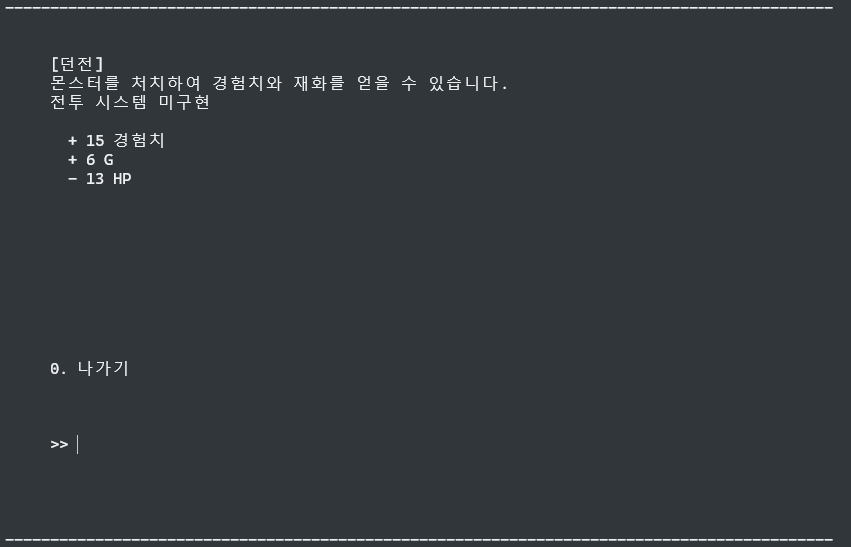 [던전]
몬스터를 처치하여 경험치와 재화를 얻을 수 있습니다.
전투 시스템 미구현
+ 15 경험치
+ 6 G
- 13 HP
0. 나가기
>>